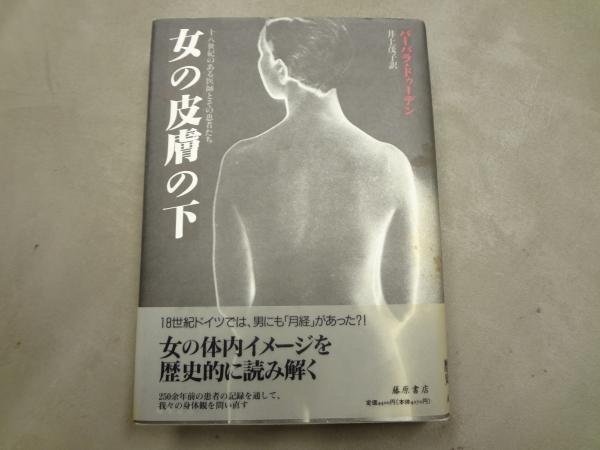 女の皮膚の下
十八世紀のある医師とその患者たち
バーバラ・ドゥーデン
井上茂子訳
18世紀ドイツでは、男にも「月経」があった?!
女の体内イメージを
歴史的に読み解く
250余年前の患者の記録を通して、
我々の身体観を問い直す
藤原書店